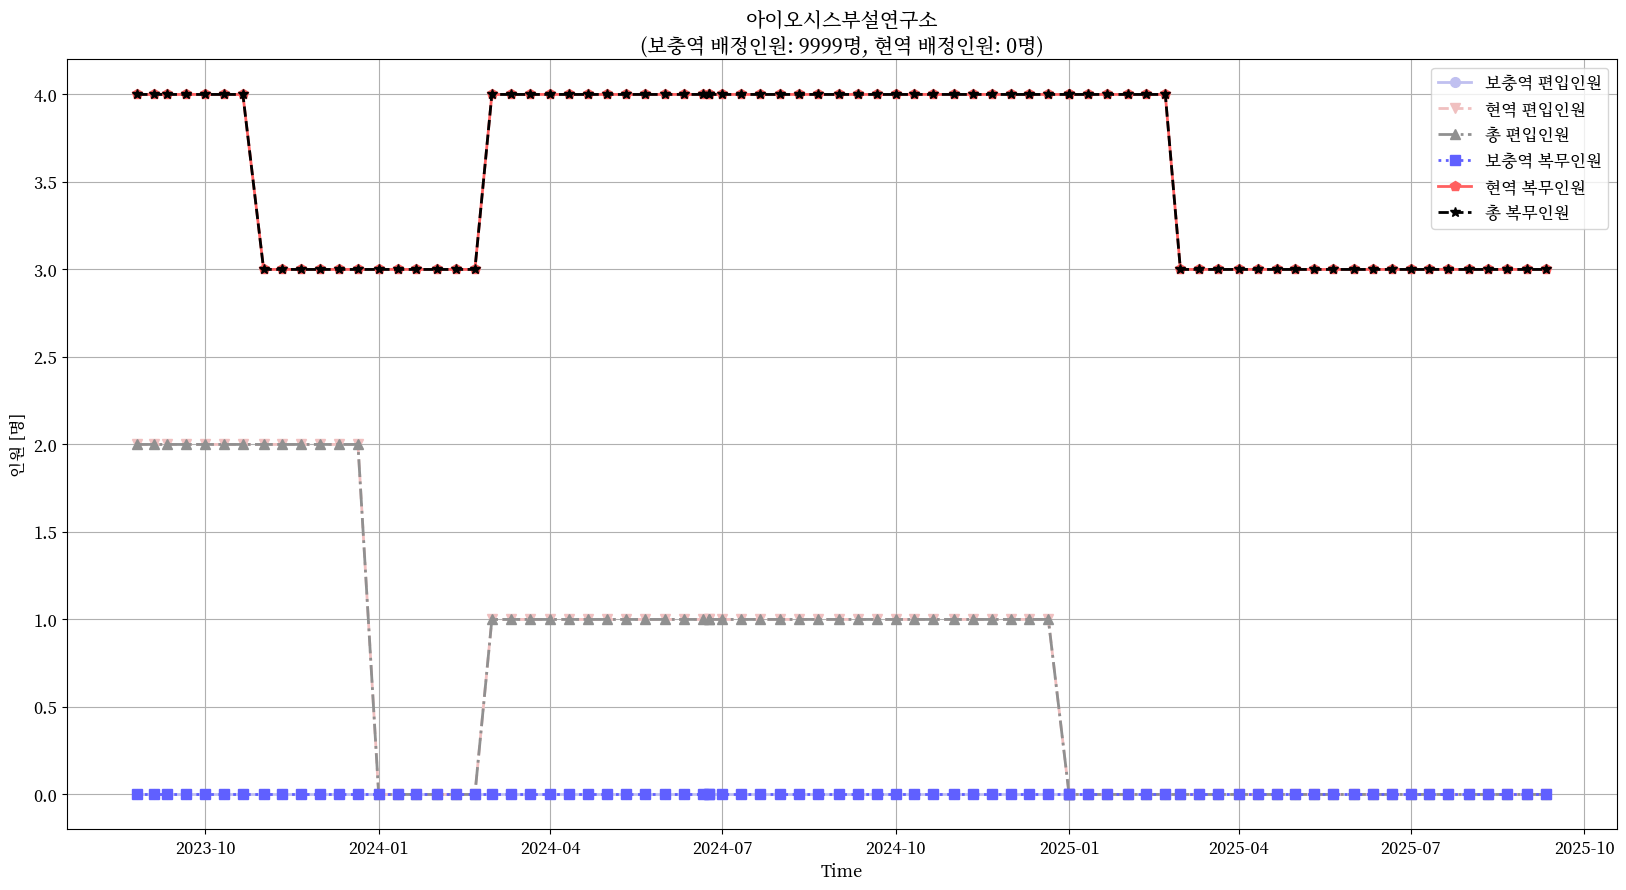 아이오시스부설연구소
(보충역 배정인원: 9999명, 현역 배정인원: 0명)
보충역 편입인원
현역 편입인원
총 편입인원
보충역 복무인원
현역 복무인원
총 복무인원
인원 [명]
4.0
3.5
3.0
2.5
2.0
1.5
1.0
0.5
0.0
2023-10
2024-01
2024-04
2024-07
2024-10
2025-01
2025-04
2025-07
2025-10
Time